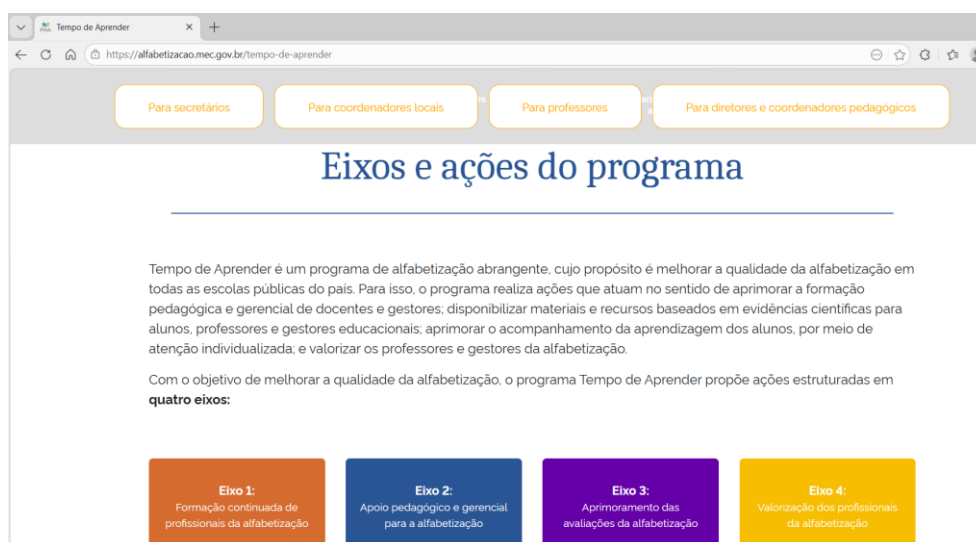 Tempo de Aprender
https://alfabetizacao.mec.gov.br/tempo-de-aprender
Para secretários
Para coordenadores locais
Para professores
Para diretores e coordenadores pedagógicos
Eixos e ações do programa
Tempo de Aprender é um programa de alfabetização abrangente, cujo propósito é melhorar a qualidade da alfabetização em
todas as escolas públicas do país. Para isso, o programa realiza ações que atuam no sentido de aprimorar a formação
pedagógica e gerencial de docentes e gestores; disponibilizar materiais e recursos baseados em evidências científicas para
alunos, professores e gestores educacionais; aprimorar o acompanhamento da aprendizagem dos alunos, por meio de
atenção individualizada; e valorizar os professores e gestores da alfabetização.
Com o objetivo de melhorar a qualidade da alfabetização, o programa Tempo de Aprender propõe ações estruturadas em
quatro eixos:
Eixo 1:
Formação continuada de
profissionais da alfabetização
Eixo 2:
Apoio pedagógico e gerencial
para a alfabetização
Eixo 3:
Aprimoramento das
avaliações da alfabetização
Eixo 4:
Valorização dos profissionais
da alfabetização